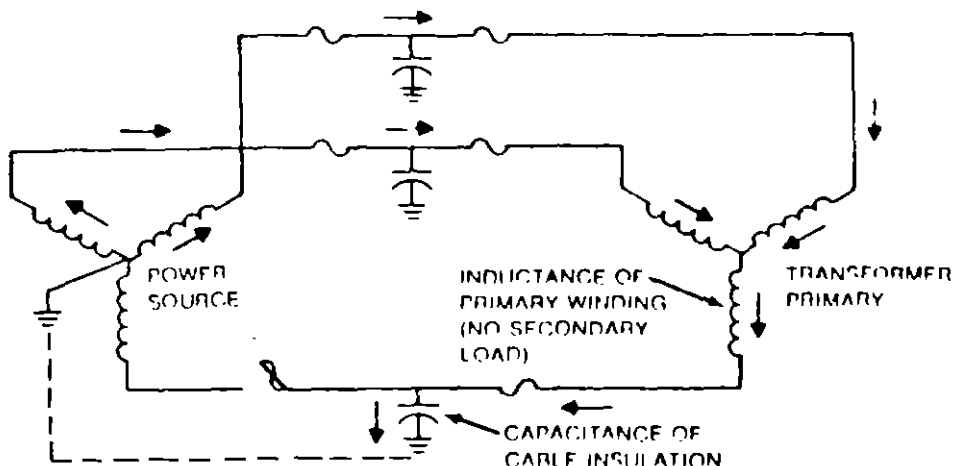 POWER
SOURCE
INDUCTANCE OF
PRIMARY WINDING
(NO SECONDARY
LOAD)
TRANSFORMER
PRIMARY
CAPACITANCE OF
CABLE INSULATION